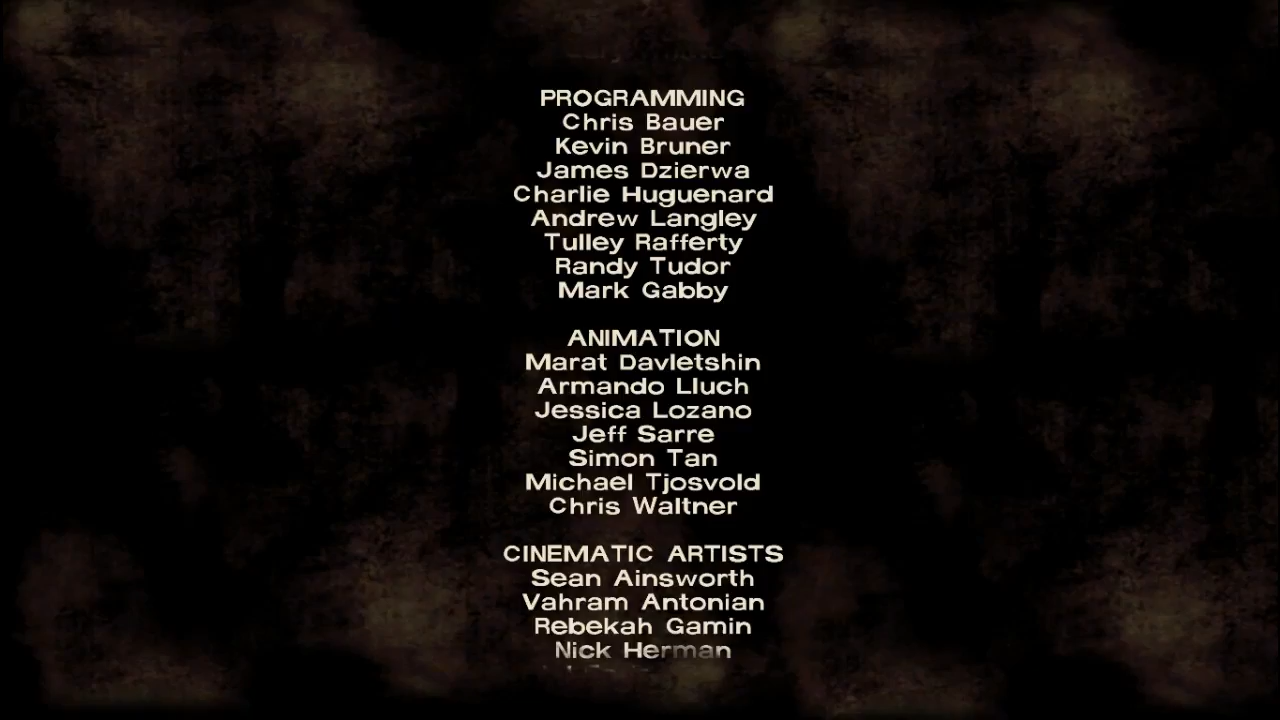 PROGRAMMING
Chris Bauer
Kevin Bruner
James Dzierwa
Charlie Huguenard
Andrew Langley
Tulley Rafferty
Randy Tudor
Mark Gabby
ANIMATION
Marat Davletshin
Armando Lluch
Jessica Lozano
Jeff Sarre
Simon Tan
Michael Tjosvold
Chris Waltner
CINEMATIC ARTISTS
Sean Ainsworth
Vahram Antonian
Rebekah Gamin
Nick Herman